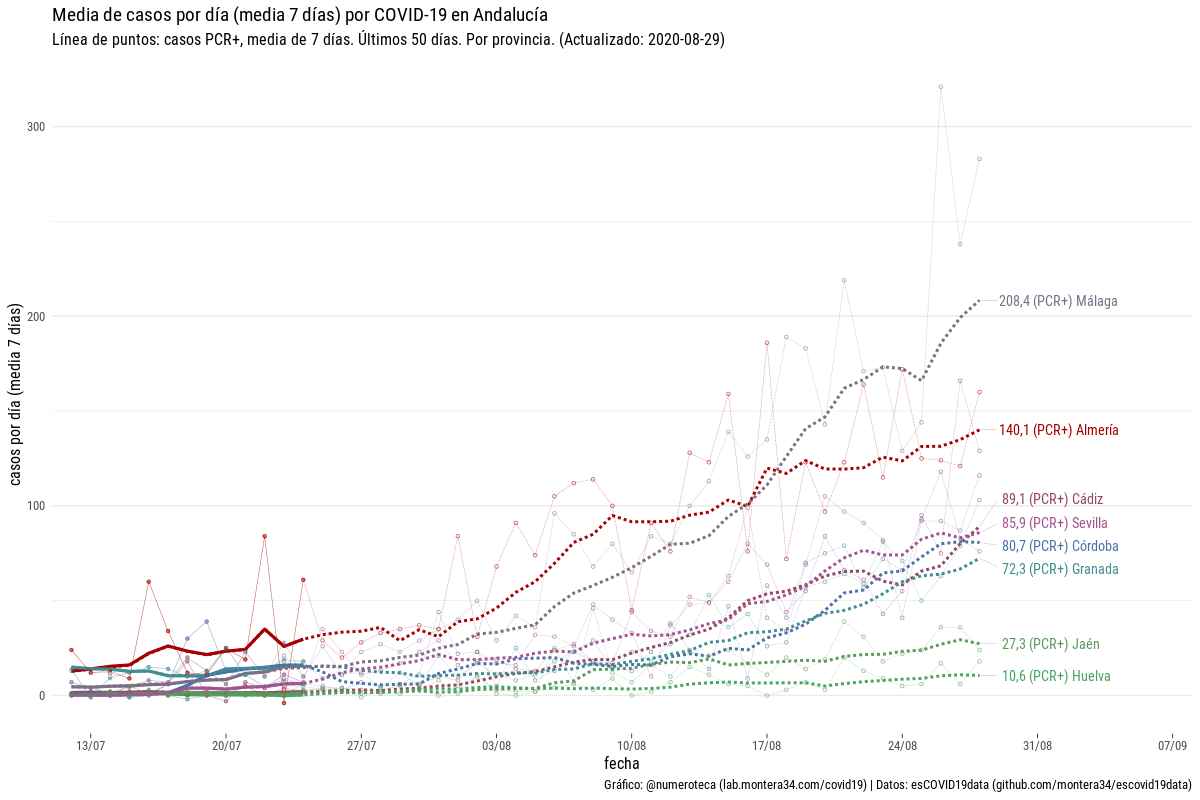 Media de casos por día (media 7 días) por COVID-19 en Andalucía
Línea de puntos: casos PCR+, media de 7 días. Últimos 50 días. Por provincia. (Actualizado: 2020-08-29)
casos por día (media 7 días)
300
200
100
0
208,4 (PCR+) Málaga
140,1 (PCR+) Almería
89,1 (PCR+) Cádiz
85,9 (PCR+) Sevilla
80,7 (PCR+) Córdoba
72,3 (PCR+) Granada
27,3 (PCR+) Jaén
10,6 (PCR+) Huelva
13/07 20/07 27/07 03/08 10/08 17/08 24/08 31/08 07/09
fecha
Gráfico: @numeroteca (lab.montera34.com/covid19) | Datos: esCOVID19data (github.com/montera34/escovid19data)